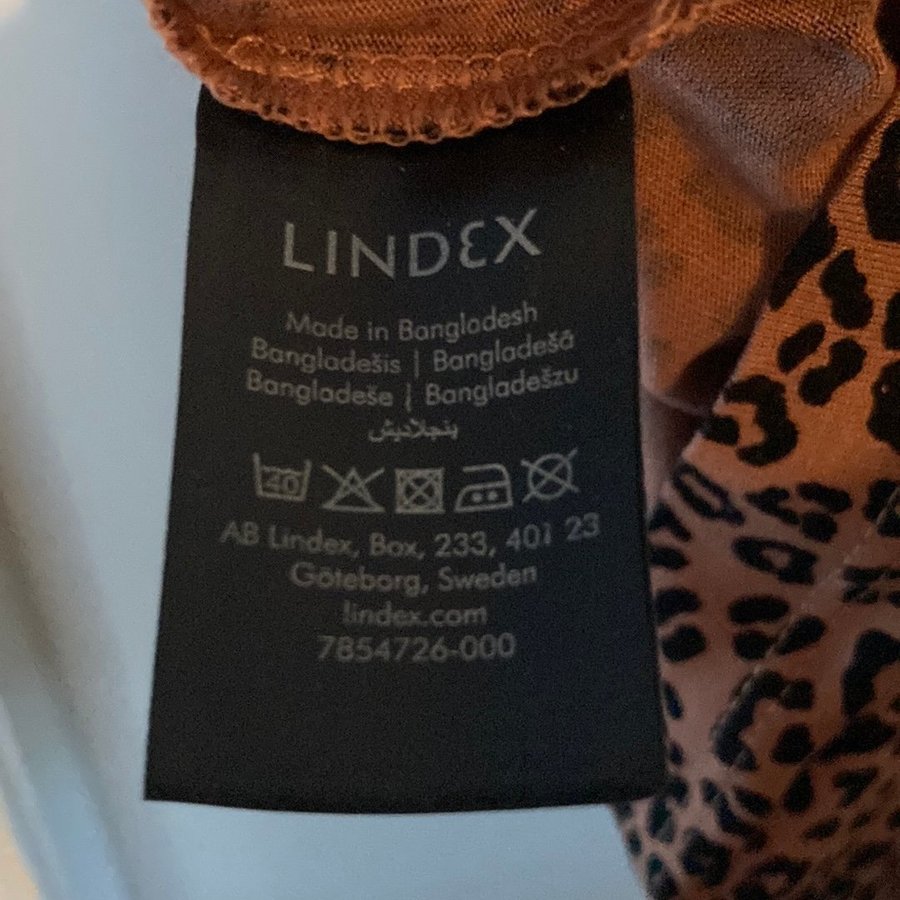 LINDEX
Made in Bangladesh
Bangladešis | Bangladešā
Bangladeše | Bangladešzu
بنجلاديش
40
AB Lindex, Box, 233, 401 23
Göteborg, Sweden
lindex.com
7854726-000